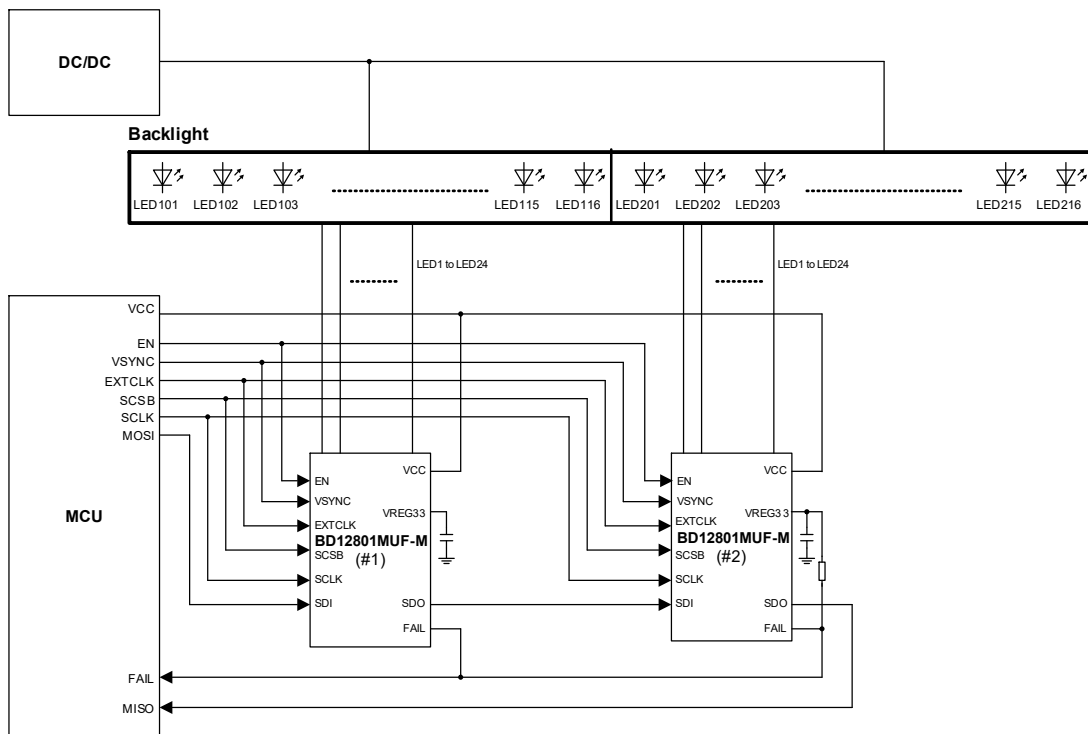 DC/DC
Backlight
LED101 LED102 LED103 LED115 LED116 LED201 LED202 LED203 LED215 LED216
LED1 to LED24 LED1 to LED24
VCC
EN
VSYNC
EXTCLK
SCSB
SCLK
MOSI
MCU
FAIL
MISO
VCC
EN
VSYNC
VREG33
EXTCLK
BD12801MUF-M
SCSB
(#1)
SCLK
SDI
SDO
FAIL
VCC
EN
VSYNC
VREG33
EXTCLK
BD12801MUF-M
SCSB
(#2)
SCLK
SDI
SDO
FAIL